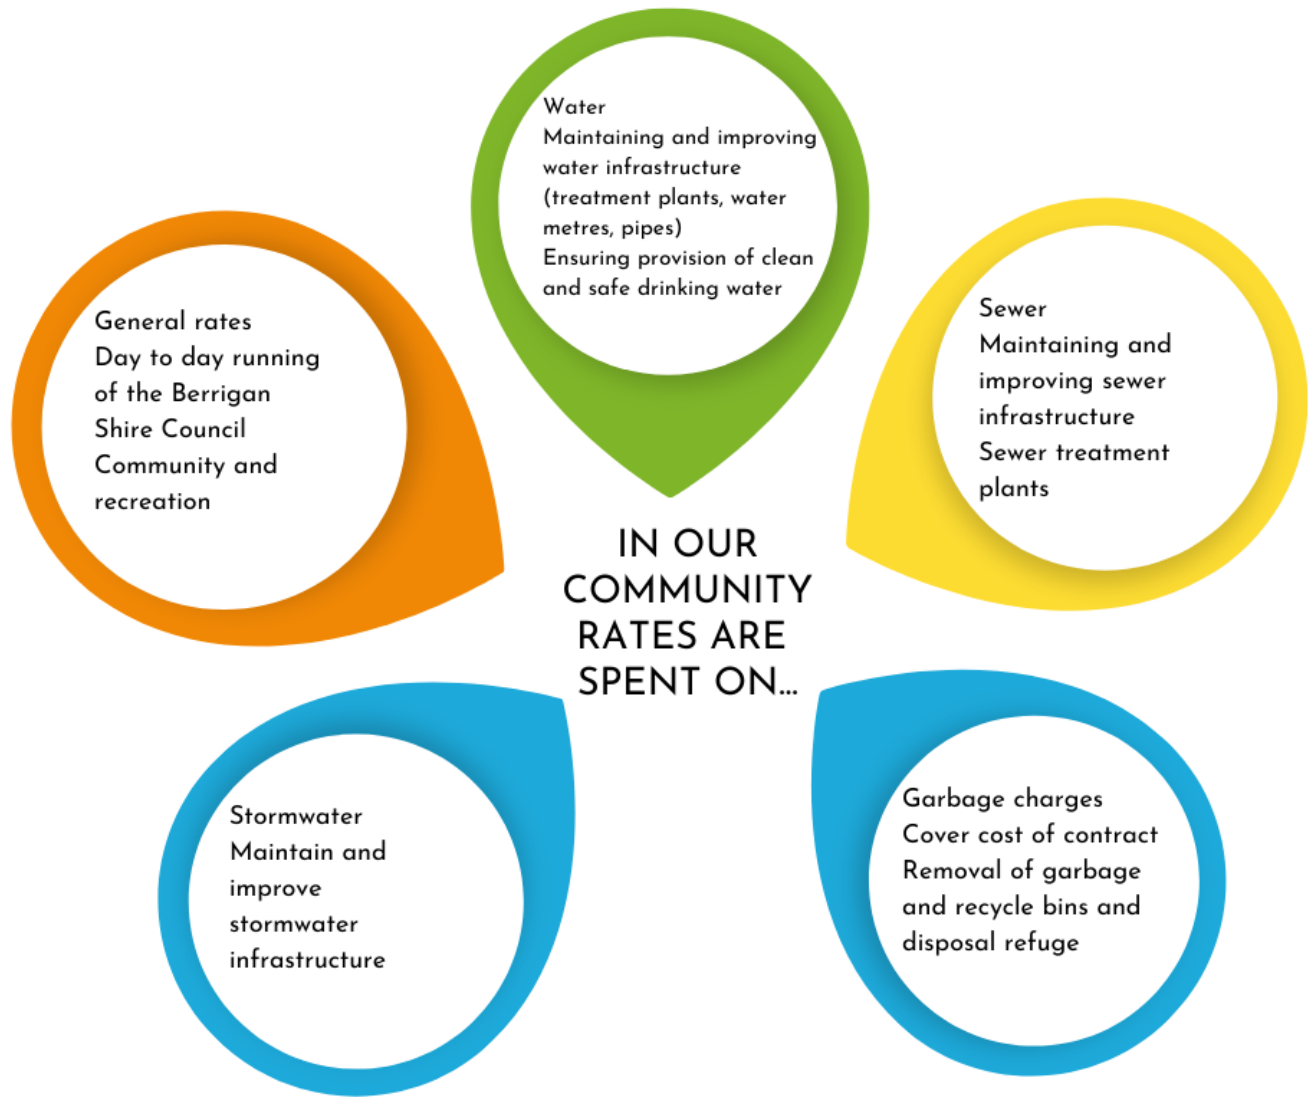 Water
Maintaining and improving
water infrastructure
(treatment plants, water
metres, pipes)
Ensuring provision of clean
and safe drinking water
General rates
Day to day running
of the Berrigan
Shire Council
Community and
recreation
Sewer
Maintaining and
improving sewer
infrastructure
Sewer treatment
plants
IN OUR
COMMUNITY
RATES ARE
SPENT ON...
Stormwater
Maintain and
improve
stormwater
infrastructure
Garbage charges
Cover cost of contract
Removal of garbage
and recycle bins and
disposal refuge